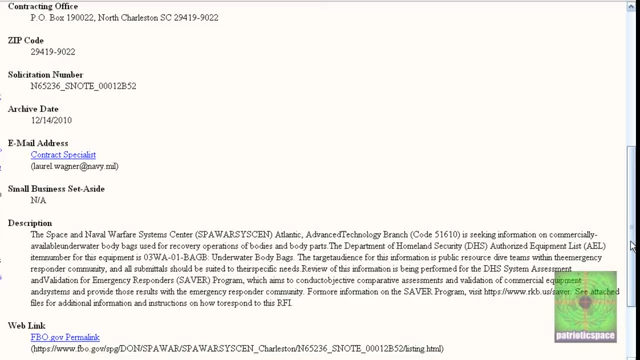 Contracting Office
P.O. Box 190022, North Charleston SC 29419-9022
ZIP Code
29419-9022
Solicitation Number
N65236_SNOTE_00012B52
Archive Date
12/14/2010
E-Mail Address
Contract Specialist
(laurel.wagner@navy.mil)
Small Business Set-Aside
N/A
Description
The Space and Naval Warfare Systems Center (SPAWARSYSCEN) Atlantic, AdvancedTechnology Branch (Code 51610) is seeking information on commercially-
availableunderwater body bags used for recovery operations of bodies and body parts.The Department of Homeland Security (DHS) Authorized Equipment List (AEL)
itemnumber for this equipment is 03WA-01-BAGB: Underwater Body Bags. The targetaudience for this information is public resource dive teams within theemergency
responder community, and all submittals should be suited to theirspecific needs.Review of this information is being performed for the DHS System Assessment
andValidation for Emergency Responders (SAVER) Program, which aims to conductobjective comparative assessments and validation of commercial equipment
andsystems and provide those results with the emergency responder community. Formore information on the SAVER Program, visit https://www.rkb.us/saver. See attached
files for additional information and instructions on how torespond to this RFI.
Web Link
FBO.gov Permalink
(https://www.fbo.gov/spg/DON/SPAWAR/SPAWARSYSCEN_Charleston/N65236_SNOTE_00012B52/listing.html)
patrioticspace